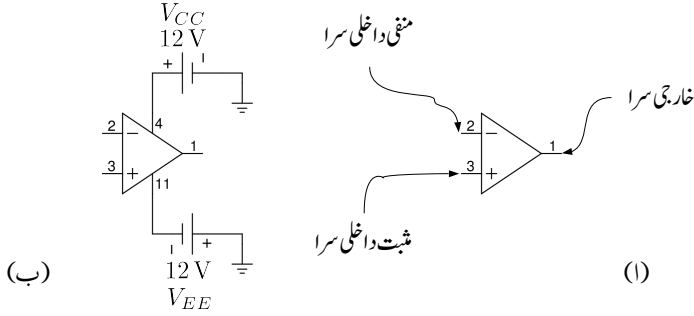 منفی داخلی سرا
خارجی سرا
2
−
1
3
+
مثبت داخلی سرا
(ا)
V_CC
12 V
+
-
4
2
−
1
3
+
11
-
+
12 V
V_EE
(ب)